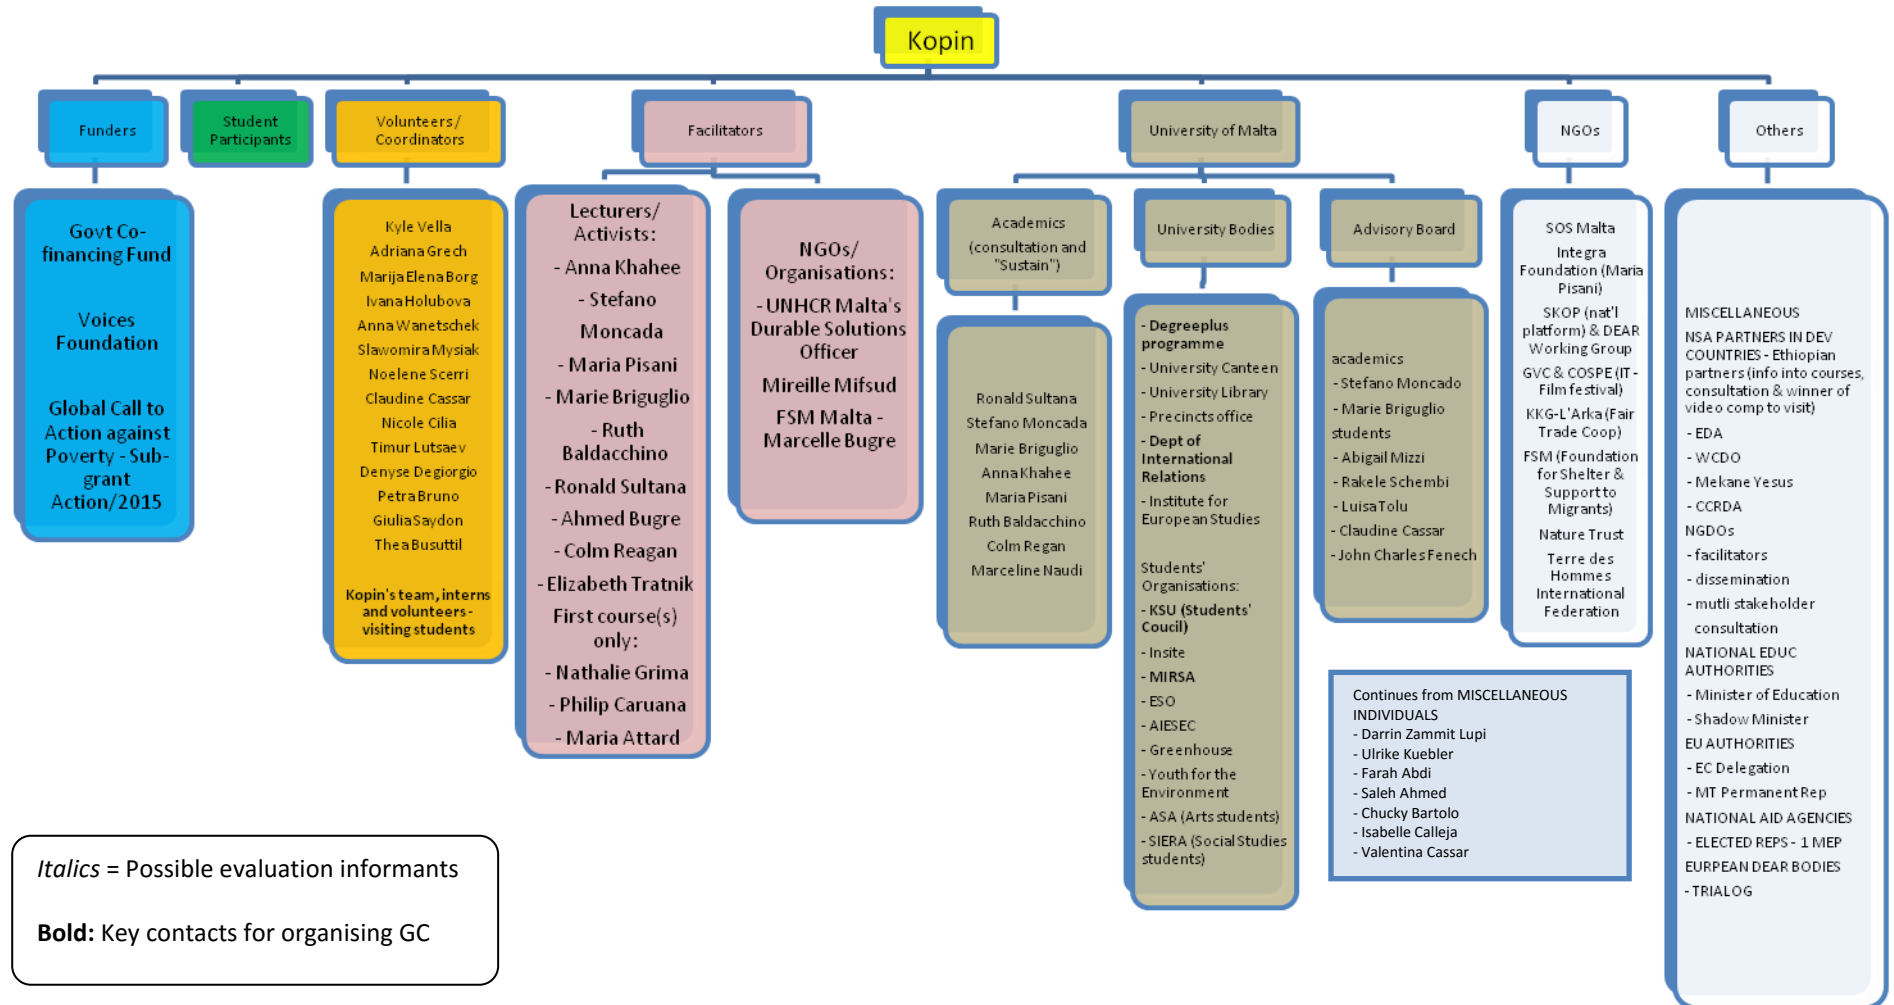 Kopin
Funders
Student
Participants
Volunteers/
Coordinators
Facilitators
University of Malta
NGOs
Others
Govt Co-
financing Fund
Voices
Foundation
Global Call to
Action against
Poverty - Sub-
grant
Action/2015
Kyle Vella
Adriana Grech
Marija Elena Borg
Ivana Holubova
Anna Wanetschek
Slawomira Mysiak
Noelene Scerri
Claudine Cassar
Nicole Cilia
Timur Lutsaev
Denyse Degiorgio
Petra Bruno
Giulia Saydon
Thea Busuttil
Kopin's team, interns
and volunteers -
visiting students
Lecturers/
Activists:
- Anna Khahee
- Stefano
Moncada
- Maria Pisani
- Marie Briguglio
- Ruth
Baldacchino
- Ronald Sultana
- Ahmed Bugre
- Colm Reagan
- Elizabeth Tratnik
First course(s)
only:
- Nathalie Grima
- Philip Caruana
- Maria Attard
NGOs/
Organisations:
- UNHCR Malta's
Durable Solutions
Officer
Mireille Mifsud
FSM Malta -
Marcelle Bugre
Academics
(consultation and
"Sustain")
Ronald Sultana
Stefano Moncada
Marie Briguglio
Anna Khahee
Maria Pisani
Ruth Baldacchino
Colm Regan
Marceline Naudi
University Bodies
- Degreeplus
programme
- University Canteen
- University Library
- Precincts office
- Dept of
International
Relations
- Institute for
European Studies
Students'
Organisations:
- KSU (Students'
Coucil)
- Insite
- MIRSA
- ESO
- AIESEC
- Greenhouse
- Youth for the
Environment
- ASA (Arts students)
- SIERA (Social Studies
students)
Advisory Board
academics
- Stefano Moncado
- Marie Briguglio
students
- Abigail Mizzi
- Rakele Schembi
- Luisa Tolu
- Claudine Cassar
- John Charles Fenech
SOS Malta
Integra
Foundation (Maria
Pisani)
SKOP (nat'l
platform) & DEAR
Working Group
GVC & COSPE (IT -
Film festival)
KKG-L'Arka (Fair
Trade Coop)
FSM (Foundation
for Shelter &
Support to
Migrants)
Nature Trust
Terre des
Hommes
International
Federation
MISCELLANEOUS
NSA PARTNERS IN DEV
COUNTRIES - Ethiopian
partners (info into courses,
consultation & winner of
video comp to visit)
- EDA
- WCDO
- Mekane Yesus
- CCRDA
NGDOs
- facilitators
- dissemination
- mutli stakeholder
consultation
NATIONAL EDUC
AUTHORITIES
- Minister of Education
- Shadow Minister
EU AUTHORITIES
- EC Delegation
- MT Permanent Rep
NATIONAL AID AGENCIES
- ELECTED REPS - 1 MEP
EURPEAN DEAR BODIES
- TRIALOG
Continues from MISCELLANEOUS
INDIVIDUALS
- Darrin Zammit Lupi
- Ulrike Kuebler
- Farah Abdi
- Saleh Ahmed
- Chucky Bartolo
- Isabelle Calleja
- Valentina Cassar
Italics = Possible evaluation informants
Bold: Key contacts for organising GC